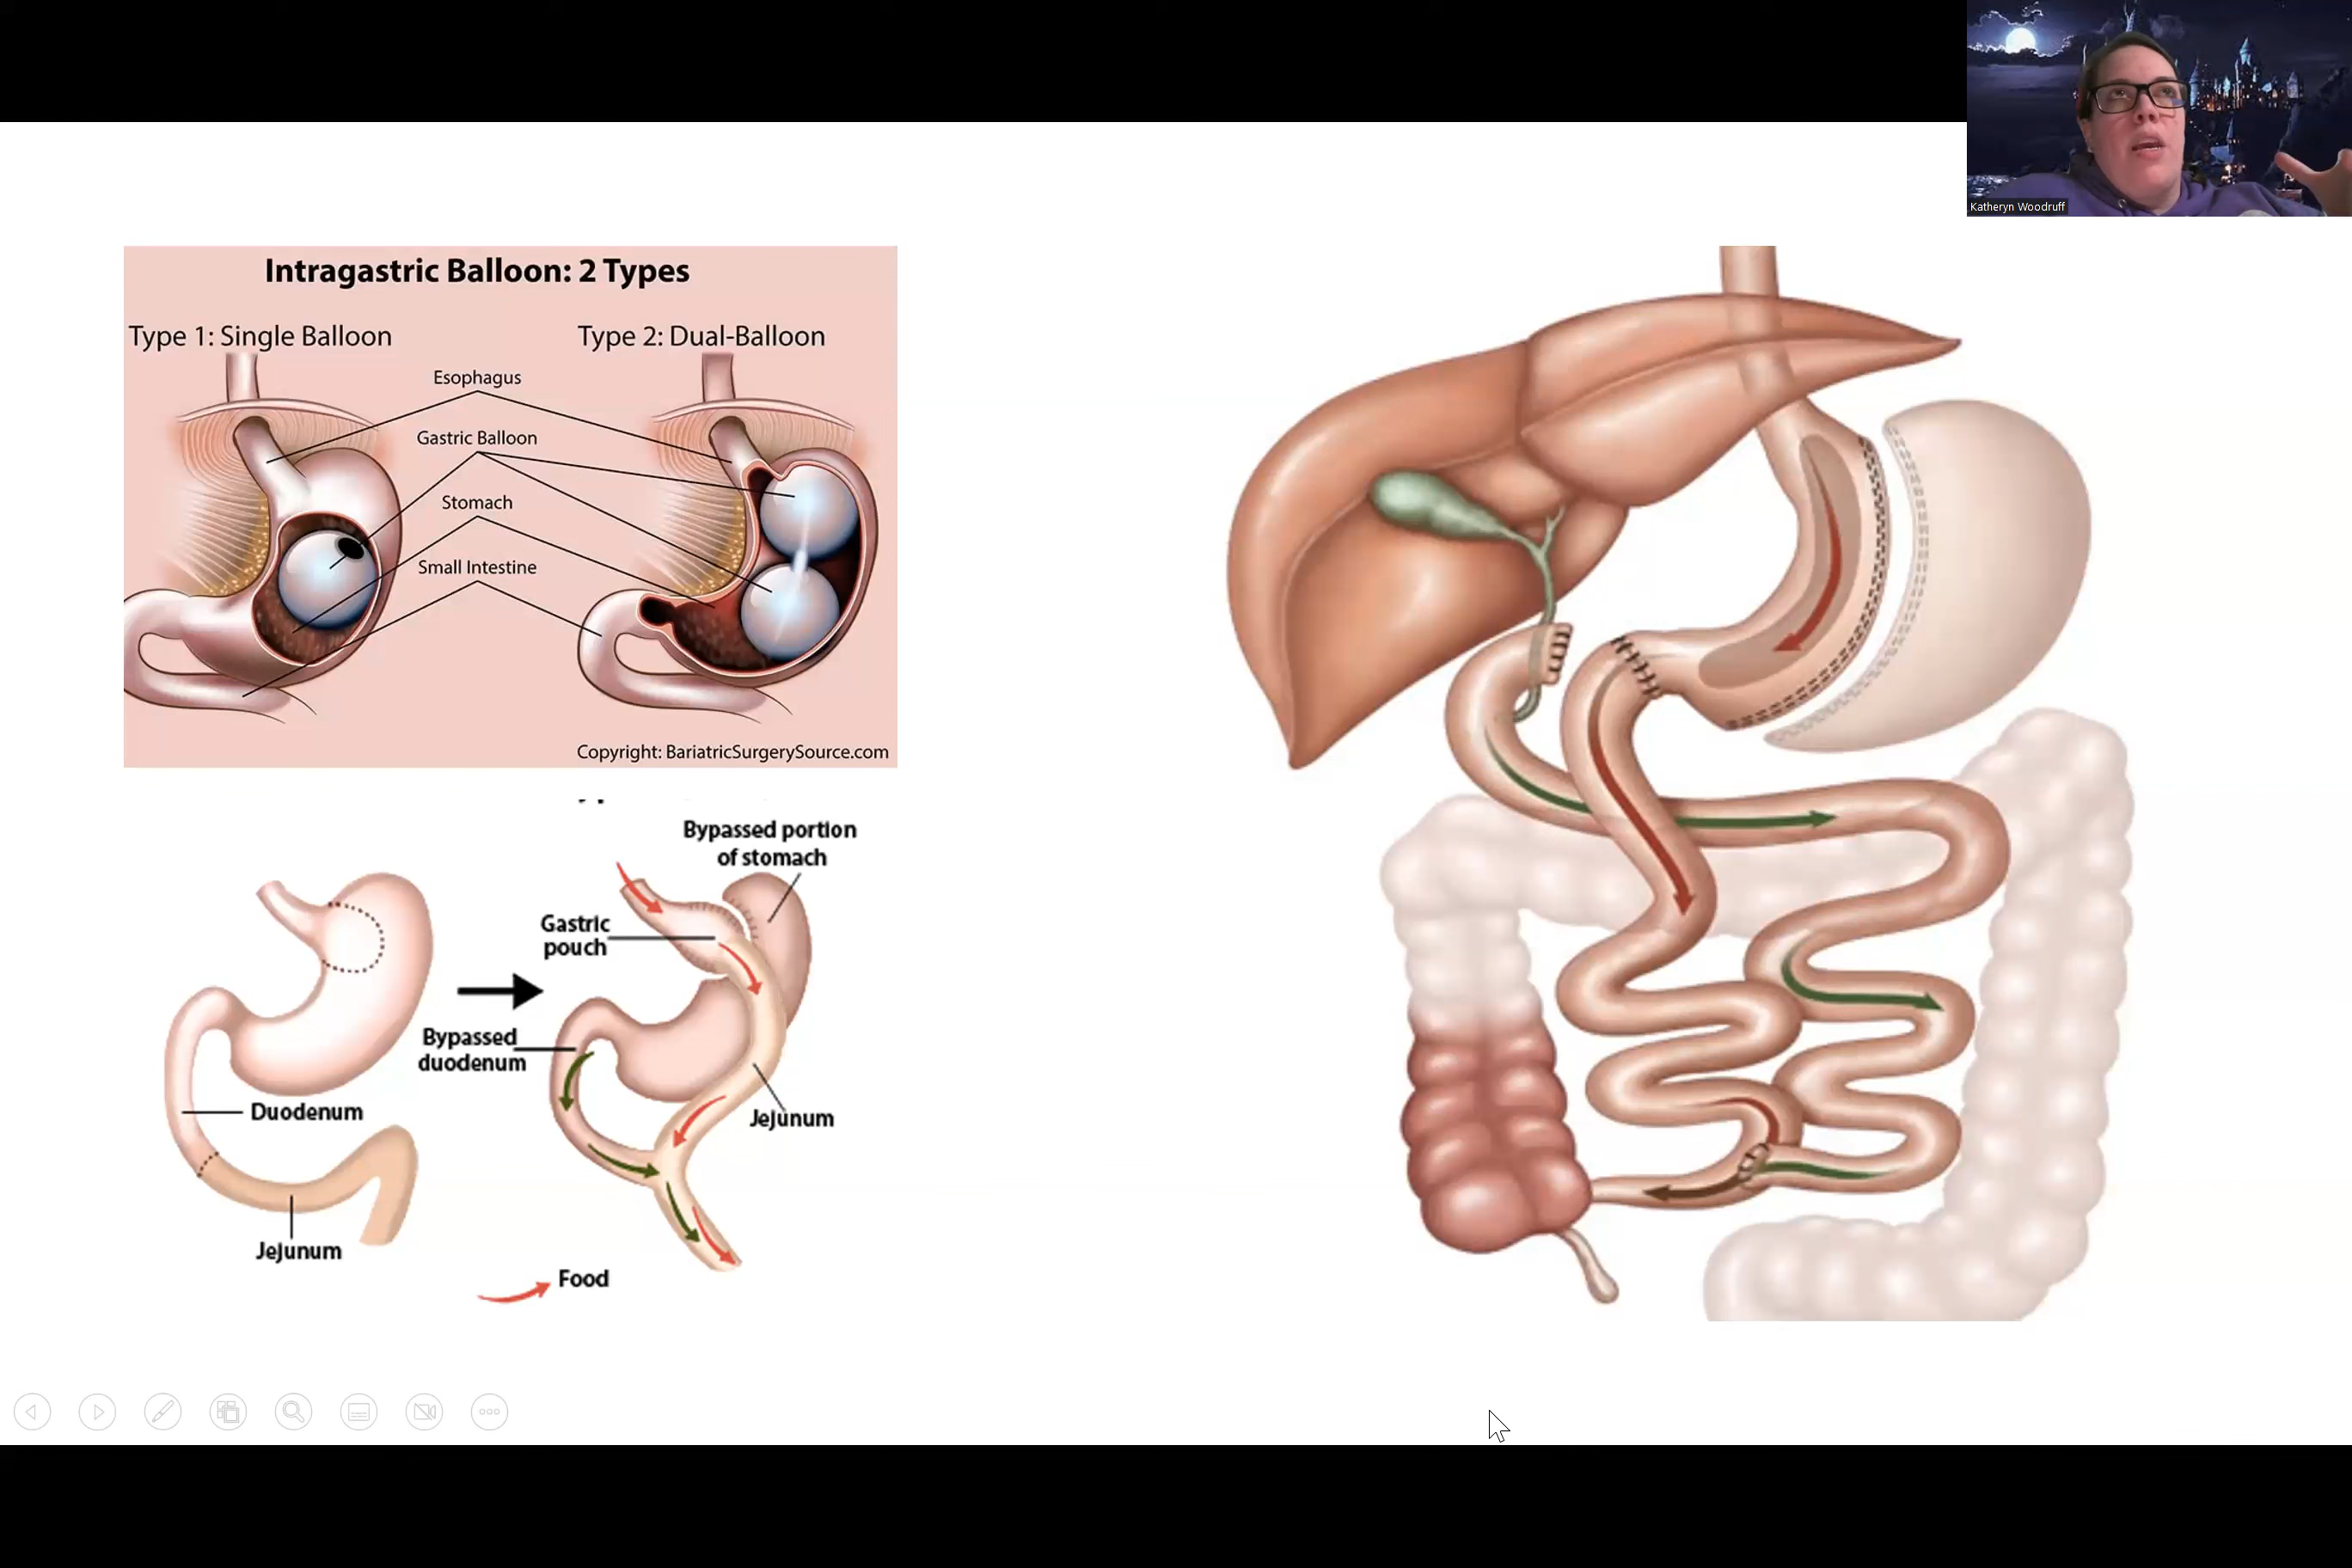 Katheryn Woodruff
Intragastric Balloon: 2 Types
Type 1: Single Balloon
Type 2: Dual-Balloon
Esophagus
Gastric Balloon
Stomach
Small Intestine
Copyright: BariatricSurgerySource.com
Bypassed portion
of stomach
Gastric
pouch
Bypassed
duodenum
Duodenum
Jejunum
Jejunum
Food